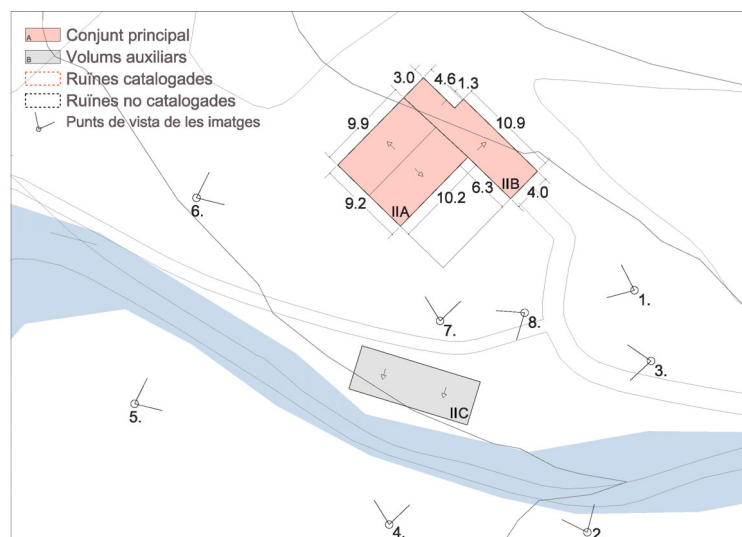 A Conjunt principal
B Volums auxiliars
Ruïnes catalogades
Ruïnes no catalogades
Punts de vista de les imatges
3.0
4.6
1.3
9.9
10.9
9.2
IIA
10.2
6.3
IIB
4.0
6.
1.
7.
8.
3.
IIC
5.
4.
2.